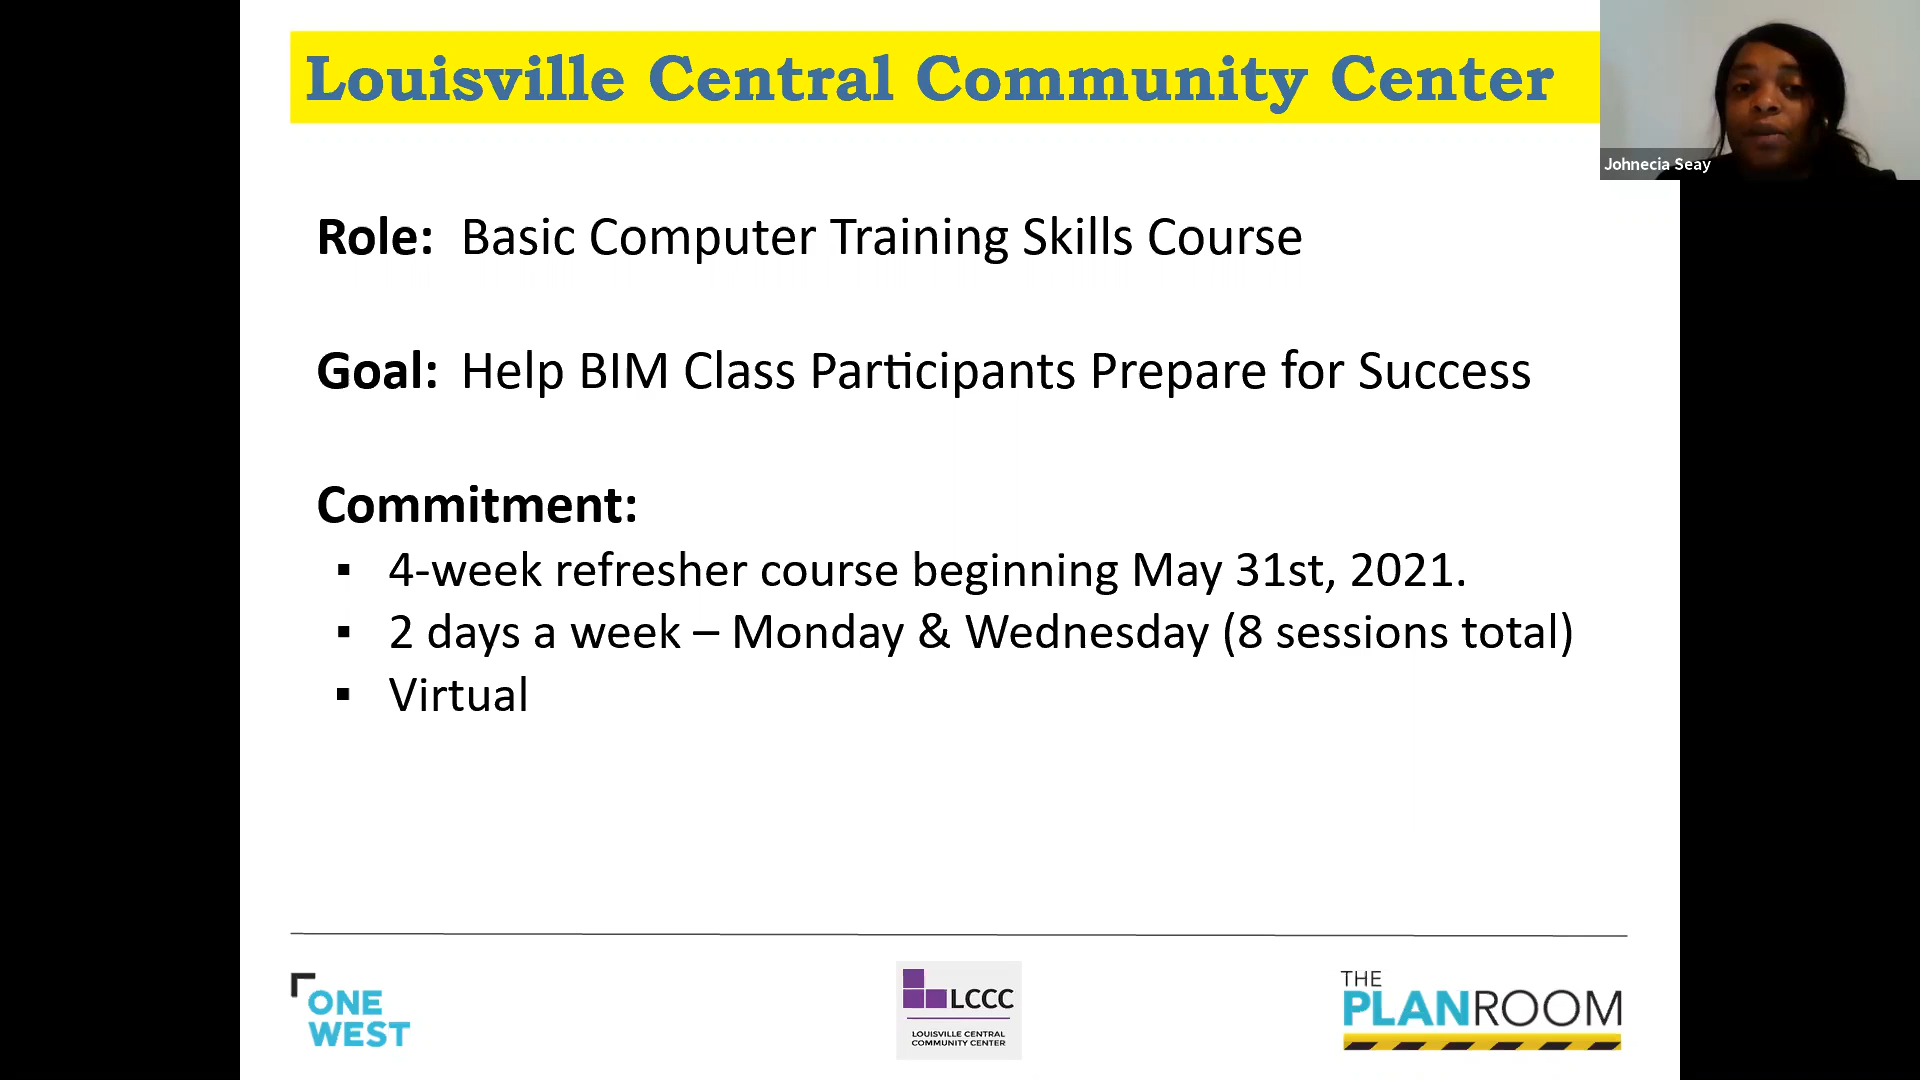 Louisville Central Community Center
Johnecia Seay
Role: Basic Computer Training Skills Course
Goal: Help BIM Class Participants Prepare for Success
Commitment:
▪ 4-week refresher course beginning May 31st, 2021.
▪ 2 days a week – Monday & Wednesday (8 sessions total)
▪ Virtual
ONE
WEST
LCCC
LOUISVILLE CENTRAL
COMMUNITY CENTER
THE
PLANROOM